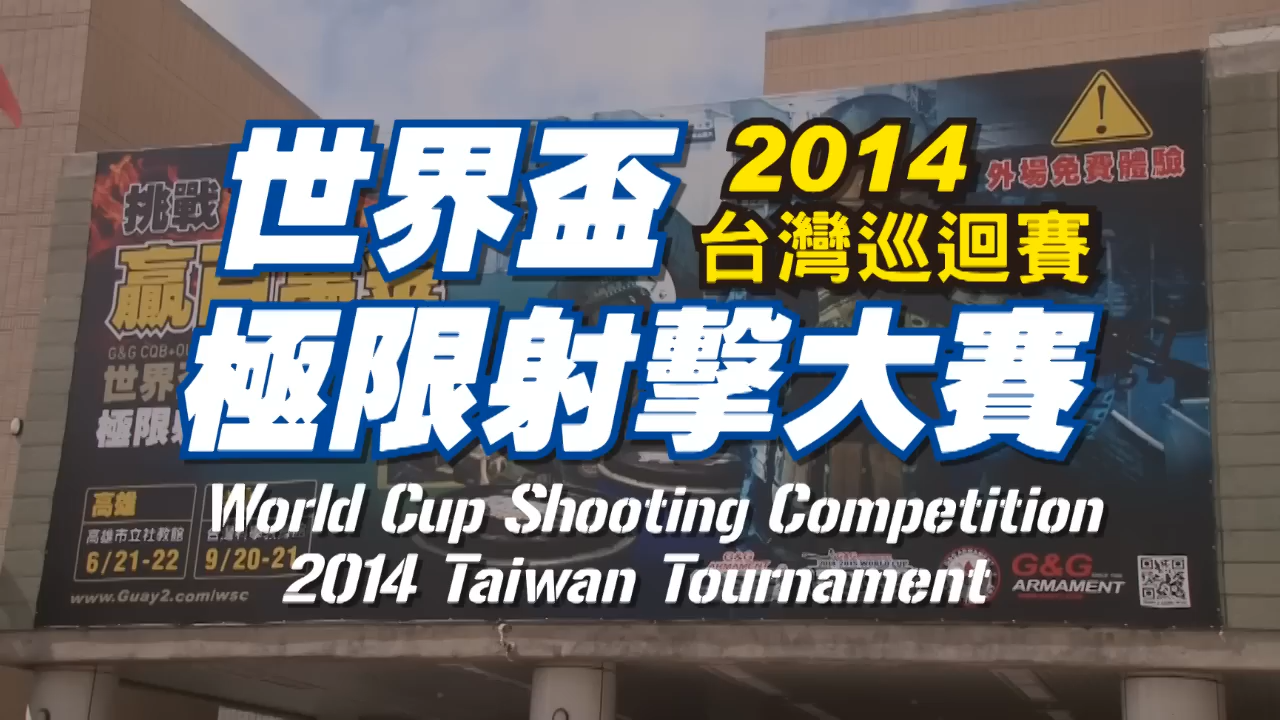 世界盃
2014
台灣巡迴賽
極限射擊大賽
World Cup Shooting Competition
2014 Taiwan Tournament
外場免費體驗
挑戰
贏
G&G CQB+
世界
極限
高雄
高雄市立社教館
6/21-22
9/20-21
www.Guay2.com/wsc
G&G
ARMAMENT
G&G
ARMAMENT